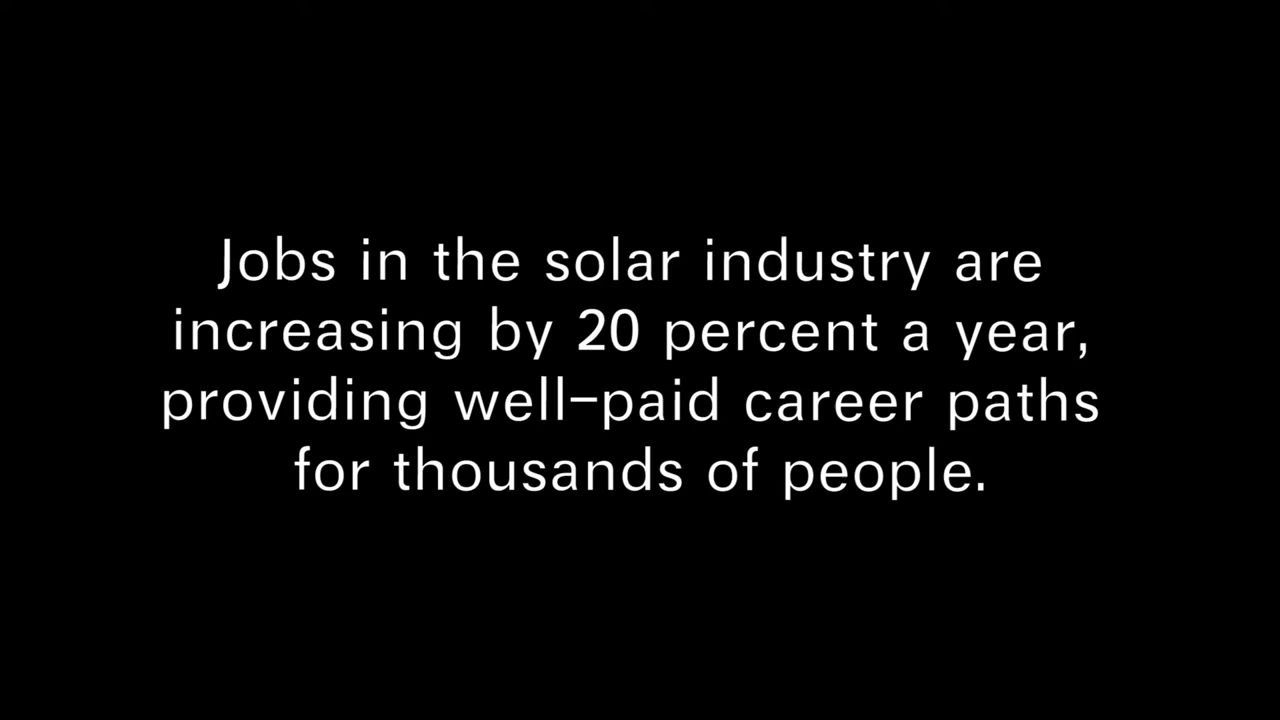 Jobs in the solar industry are
increasing by 20 percent a year,
providing well-paid career paths
for thousands of people.